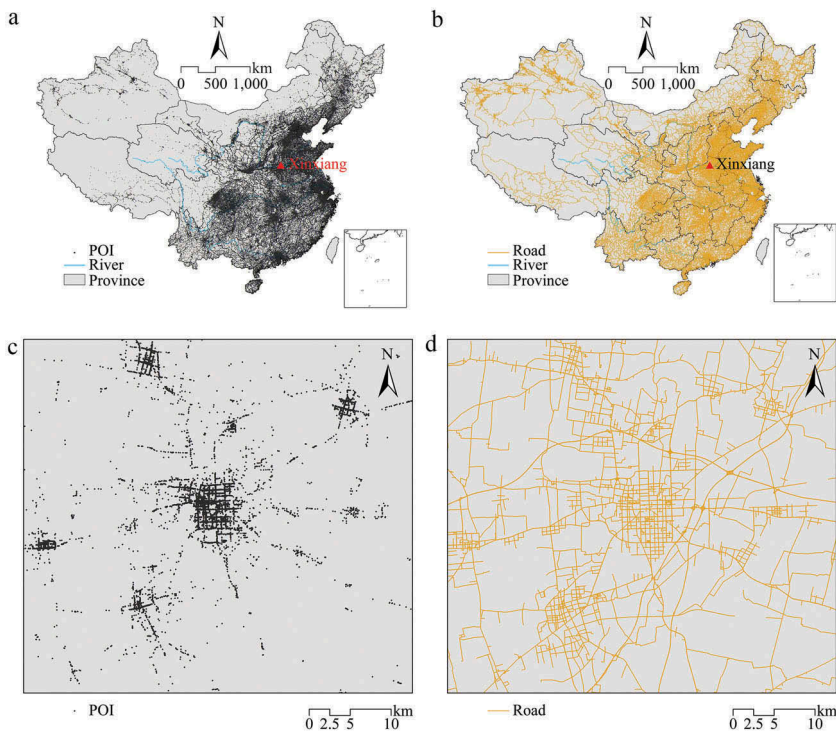 a
N
km
0 500 1,000
Xinxiang
POI
River
Province
b
N
km
0 500 1,000
Xinxiang
Road
River
Province
c
N
POI
km
0 2.5 5 10
d
N
Road
km
0 2.5 5 10